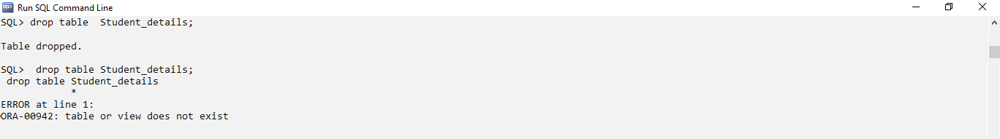 Run SQL Command Line
SQL> drop table  Student_details;
Table dropped.
SQL>  drop table Student_details;
 drop table Student_details
            *
ERROR at line 1:
ORA-00942: table or view does not exist